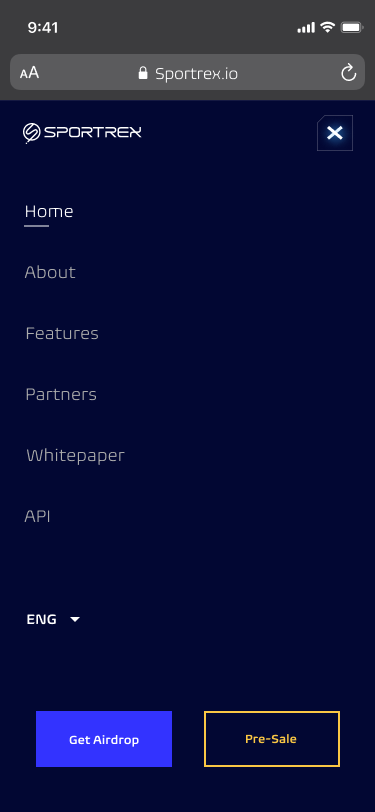 9:41
AA
Sportrex.io
SPORTREX
Home
About
Features
Partners
Whitepaper
API
ENG
Get Airdrop
Pre-Sale